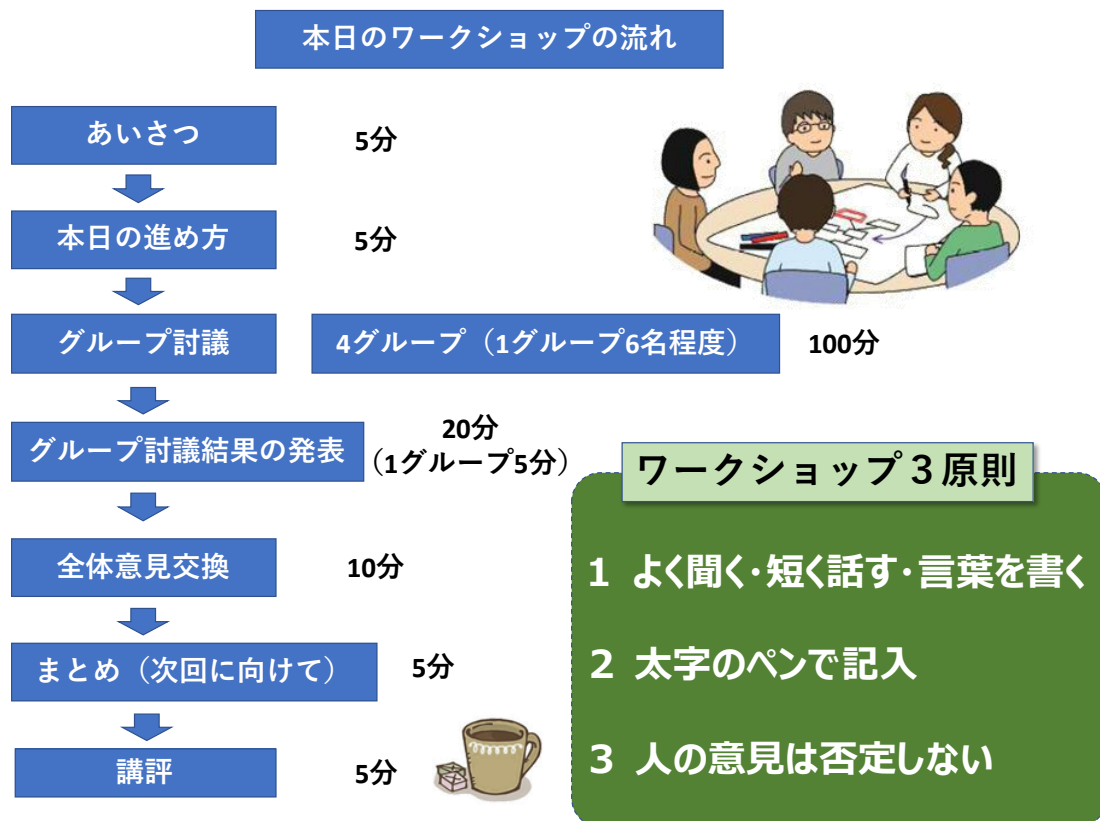 本日のワークショップの流れ
あいさつ
5分
本日の進め方
5分
グループ討議
4グループ（1グループ6名程度）
100分
グループ討議結果の発表
20分
（1グループ5分）
全体意見交換
10分
まとめ（次回に向けて）
5分
講評
5分
ワークショップ３原則
1 よく聞く・短く話す・言葉を書く
2 太字のペンで記入
3 人の意見は否定しない